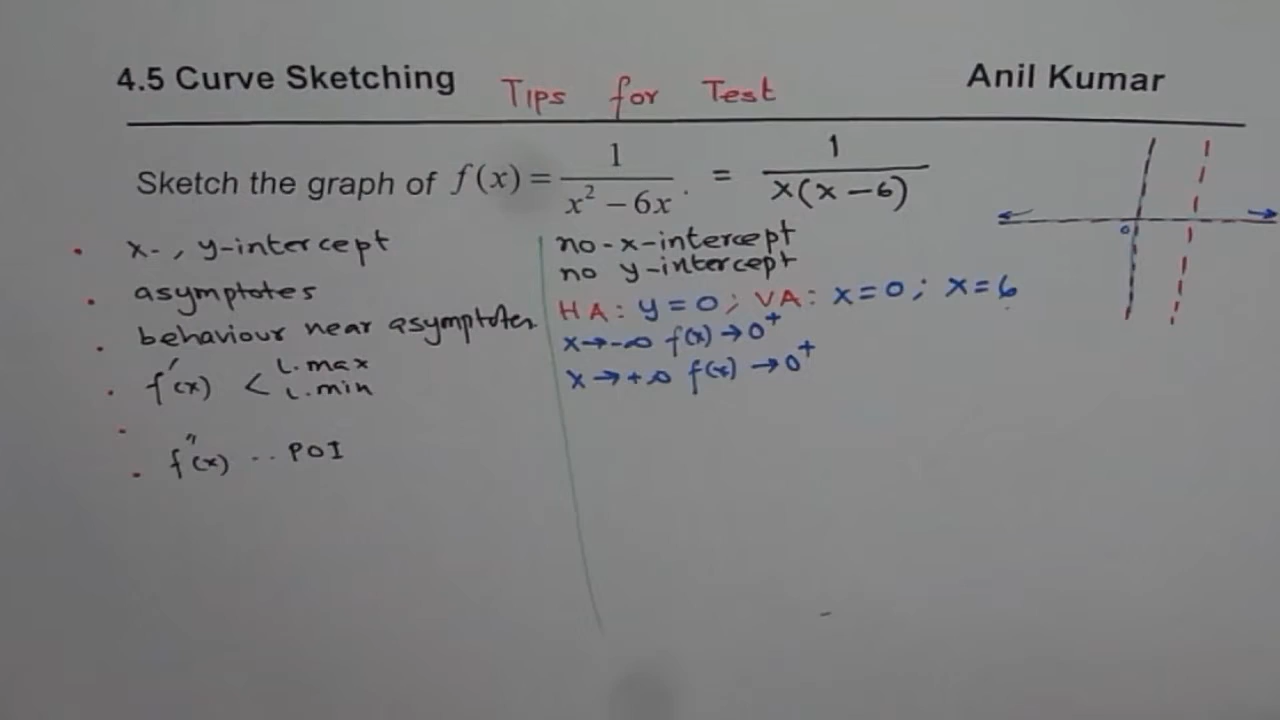 4.5 Curve Sketching Tips for Test Anil Kumar
Sketch the graph of f(x) = 1/(x² − 6x). = 1/(x(x−6))
• x-, y-intercept
• asymptotes
• behaviour near asymptotes
• f'(x) < L.max L.min
•
• f''(x) .. POI
no-x-intercept
no y-intercept
HA: y=0; VA: x=0; x=6
x→-∞ f(x)→0⁺
x→+∞ f(x)→0⁺
0